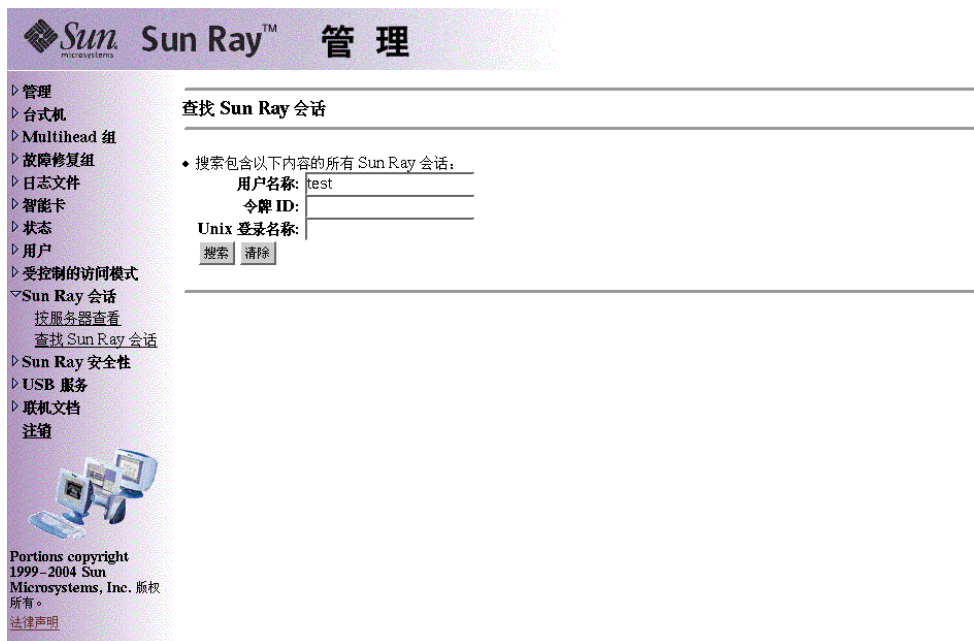 Sun microsystems Sun Ray™ 管理
管理
台式机
Multihead 组
故障修复组
日志文件
智能卡
状态
用户
受控制的访问模式
Sun Ray 会话
按服务器查看
查找 Sun Ray 会话
Sun Ray 安全性
USB 服务
联机文档
注销
Portions copyright
1999-2004 Sun
Microsystems, Inc. 版权
所有。
法律声明
查找 Sun Ray 会话
搜索包含以下内容的所有 Sun Ray 会话:
用户名称: test
令牌 ID:
Unix 登录名称:
搜索 清除